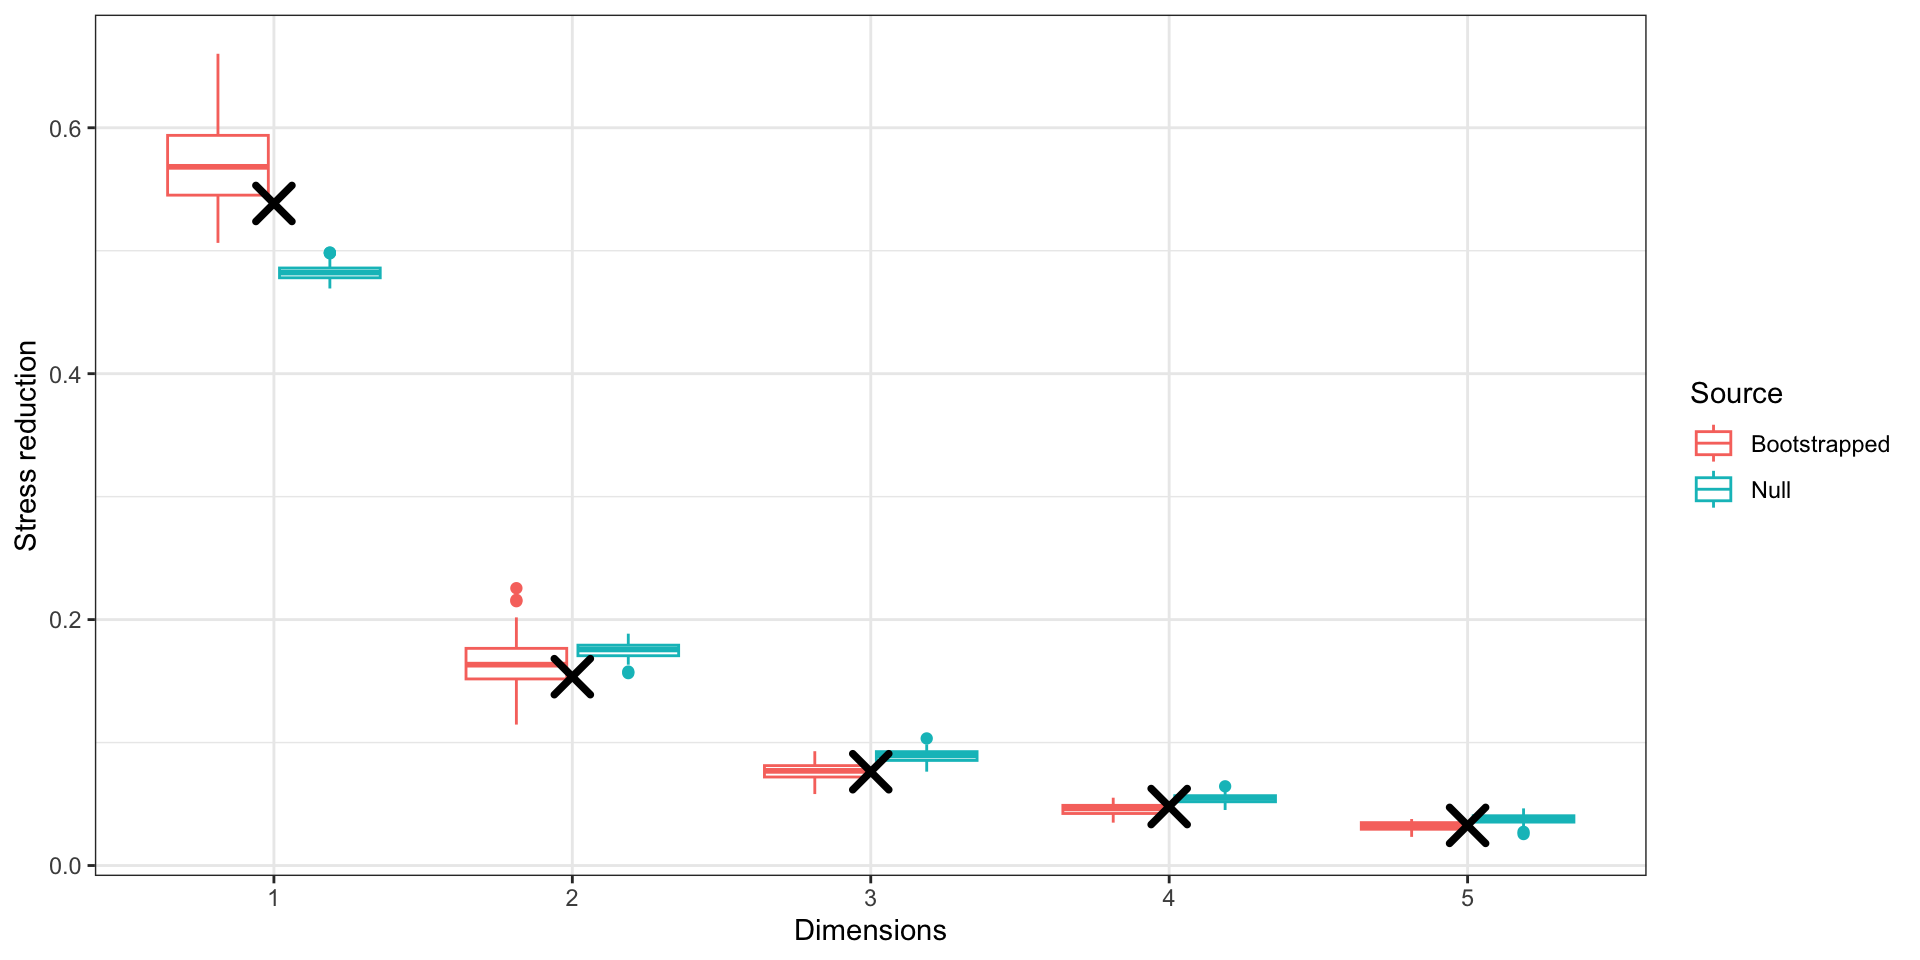 0.6
0.4
0.2
0.0
Stress reduction
1 2 3 4 5
Dimensions
Source
Bootstrapped
Null